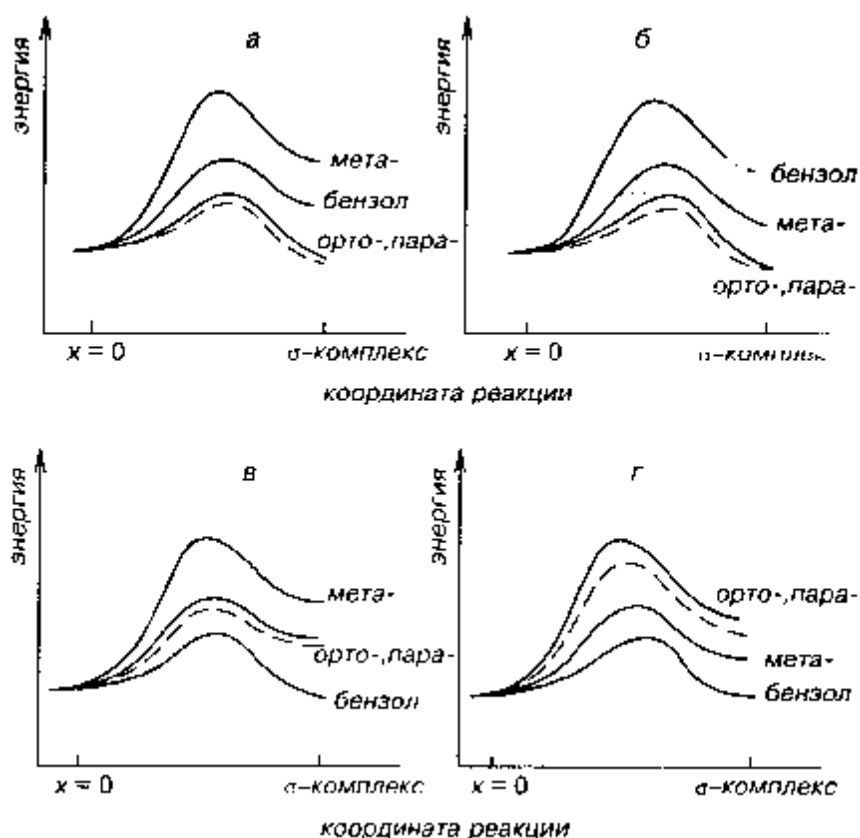 а
энергия
мета-
бензол
орто-,пара-
x = 0
σ-комплекс
б
энергия
бензол
мета-
орто-,пара-
x = 0
координата реакции
в
энергия
мета-
орто-,пара-
бензол
x = 0
σ-комплекс
г
энергия
орто-,пара-
мета-
бензол
x = 0
σ-комплекс
координата реакции